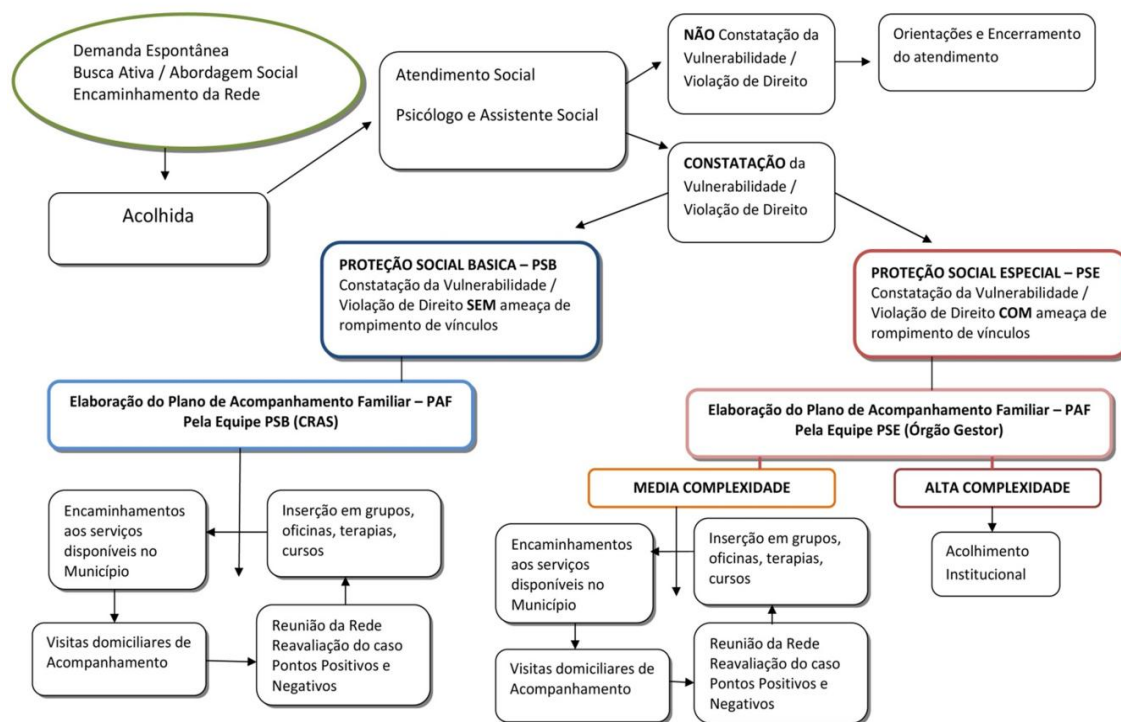 Demanda Espontânea
Busca Ativa / Abordagem Social
Encaminhamento da Rede
Acolhida
Atendimento Social
Psicólogo e Assistente Social
NÃO Constatação da
Vulnerabilidade /
Violação de Direito
Orientações e Encerramento
do atendimento
CONSTATAÇÃO da
Vulnerabilidade /
Violação de Direito
PROTEÇÃO SOCIAL BASICA – PSB
Constatação da Vulnerabilidade /
Violação de Direito SEM ameaça de
rompimento de vínculos
PROTEÇÃO SOCIAL ESPECIAL – PSE
Constatação da Vulnerabilidade /
Violação de Direito COM ameaça de
rompimento de vínculos
Elaboração do Plano de Acompanhamento Familiar – PAF
Pela Equipe PSB (CRAS)
Elaboração do Plano de Acompanhamento Familiar – PAF
Pela Equipe PSE (Órgão Gestor)
MEDIA COMPLEXIDADE
ALTA COMPLEXIDADE
Encaminhamentos
aos serviços
disponíveis no
Município
Inserção em grupos,
oficinas, terapias,
cursos
Visitas domiciliares de
Acompanhamento
Reunião da Rede
Reavaliação do caso
Pontos Positivos e
Negativos
Encaminhamentos
aos serviços
disponíveis no
Município
Inserção em grupos,
oficinas, terapias,
cursos
Visitas domiciliares de
Acompanhamento
Reunião da Rede
Reavaliação do caso
Pontos Positivos e
Negativos
Acolhimento
Institucional